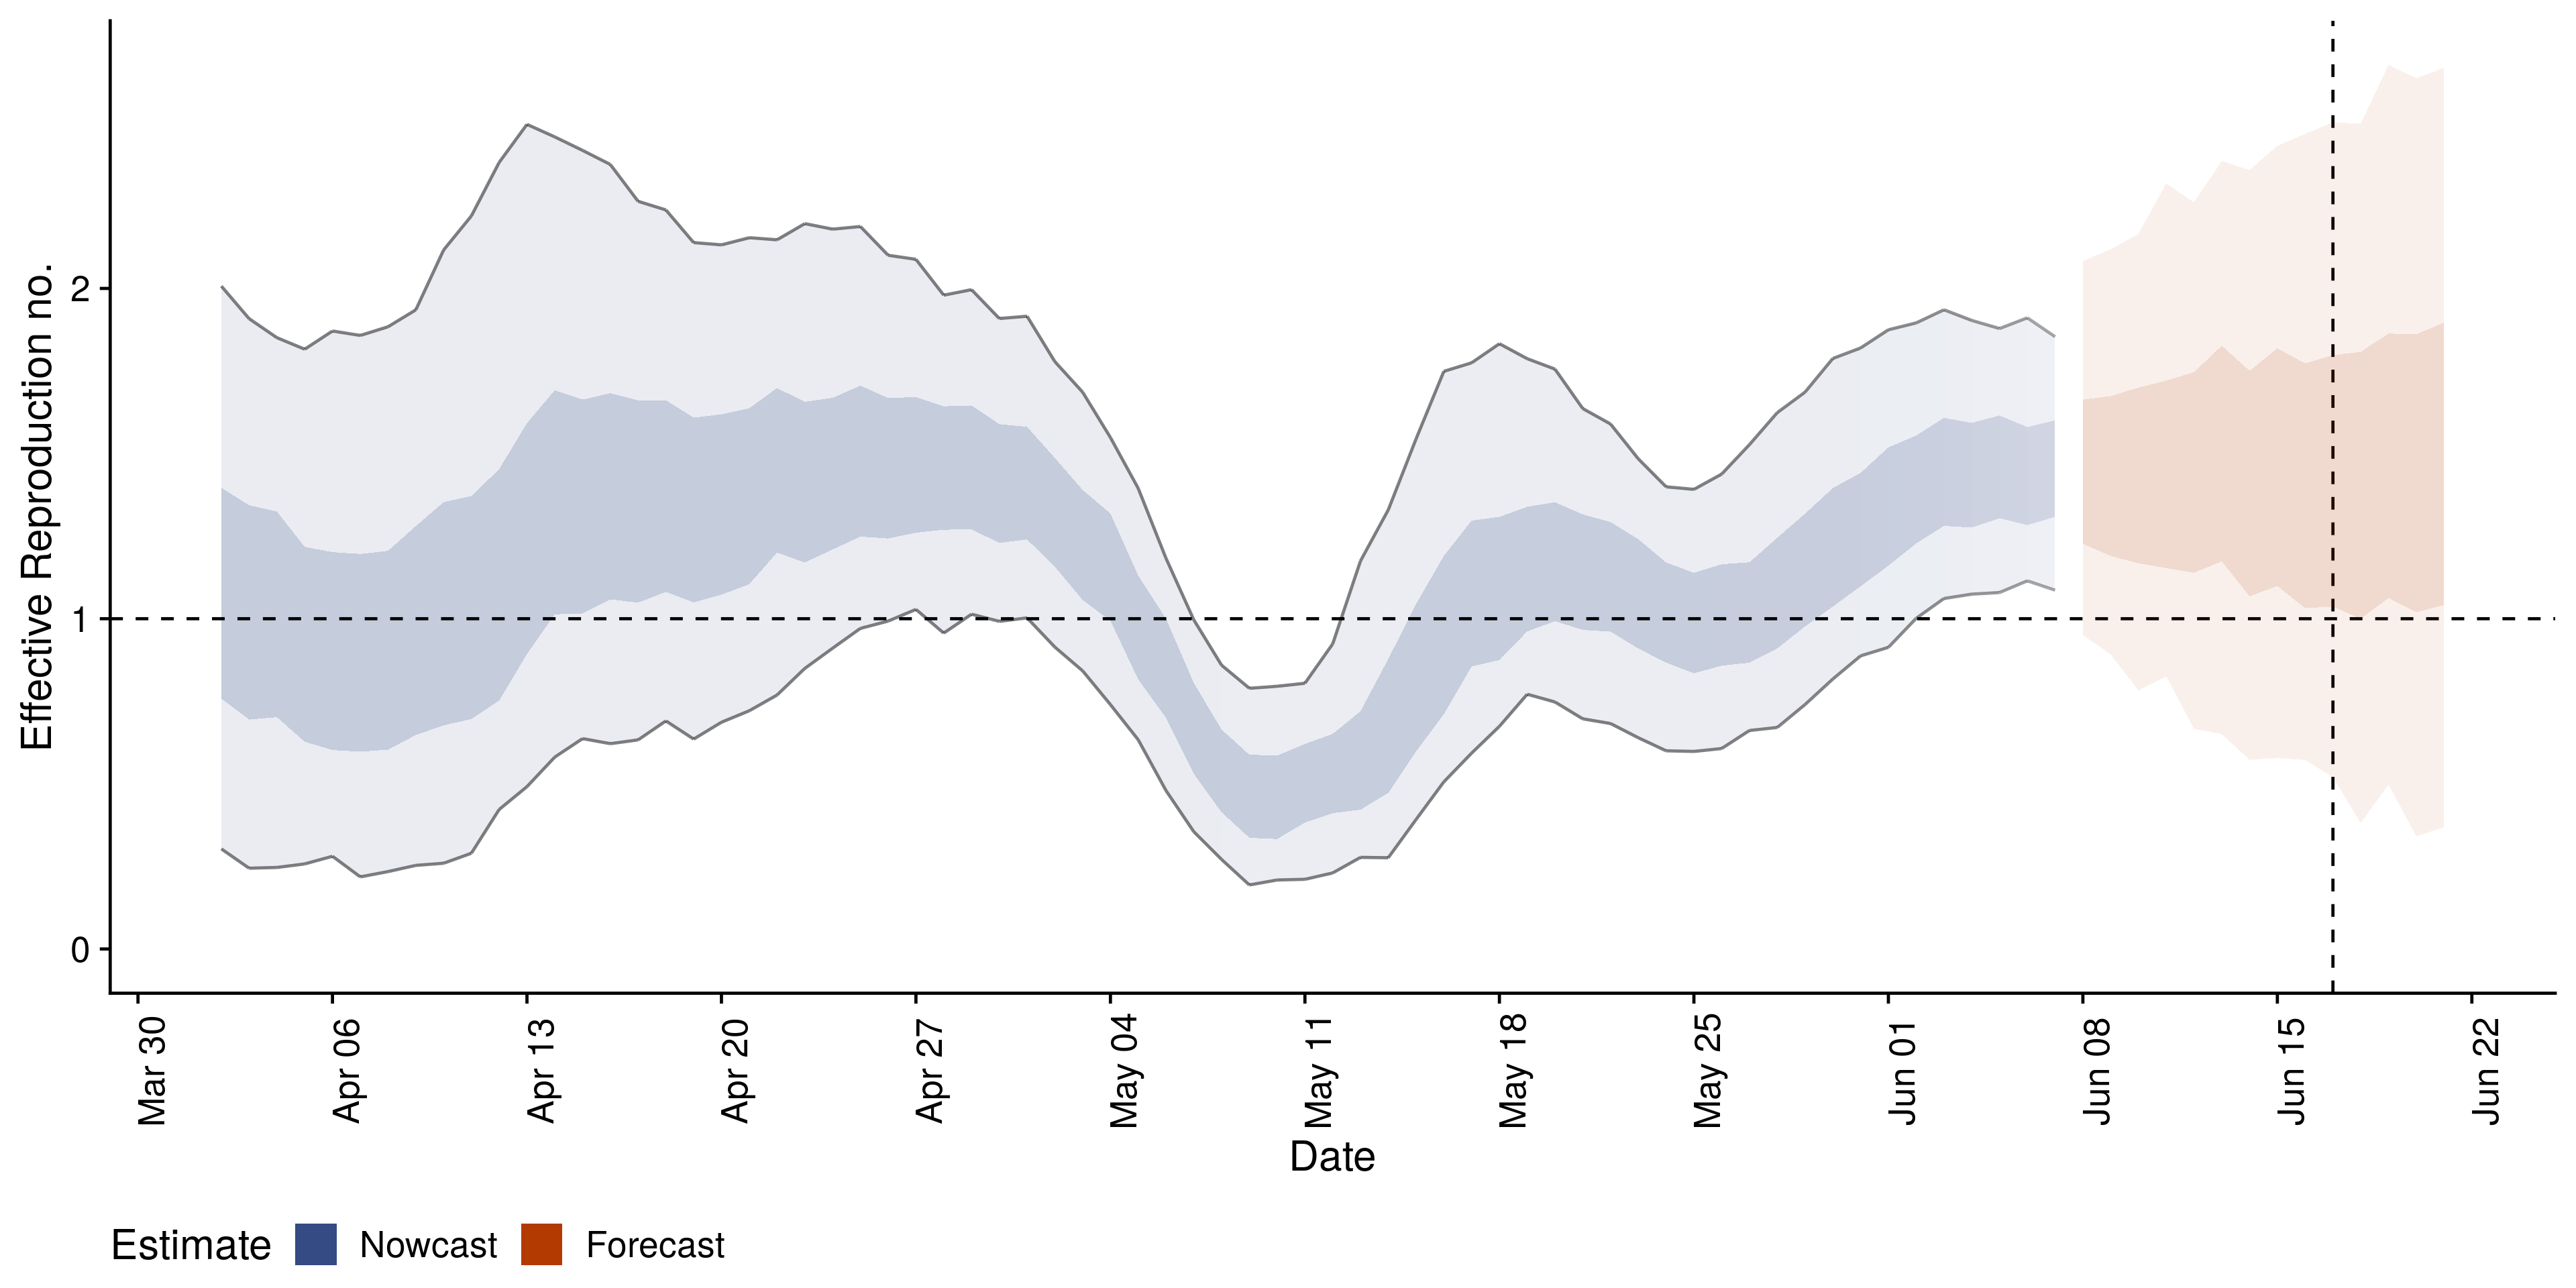 Effective Reproduction no.
2
1
0
Mar 30
Apr 06
Apr 13
Apr 20
Apr 27
May 04
May 11
May 18
May 25
Jun 01
Jun 08
Jun 15
Jun 22
Date
Estimate Nowcast Forecast